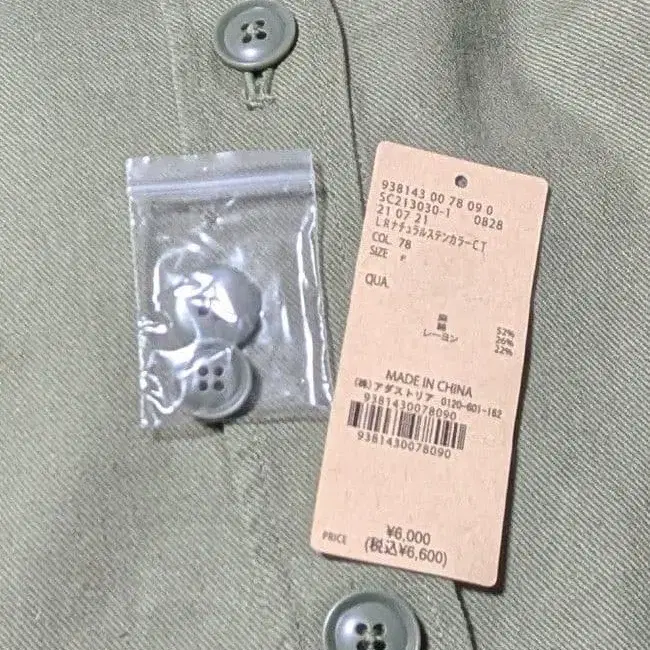 938143 00 78 09 0
SC213030-1 0828
21 07 21
LRナチュラルステンカラーCT
COL. 78
SIZE F
QUA.
麻 52%
綿 26%
レーヨン 22%
MADE IN CHINA
(株)アダストリア 0120-601-162
9381430078090
9381430078090
¥6,000
PRICE (税込¥6,600)